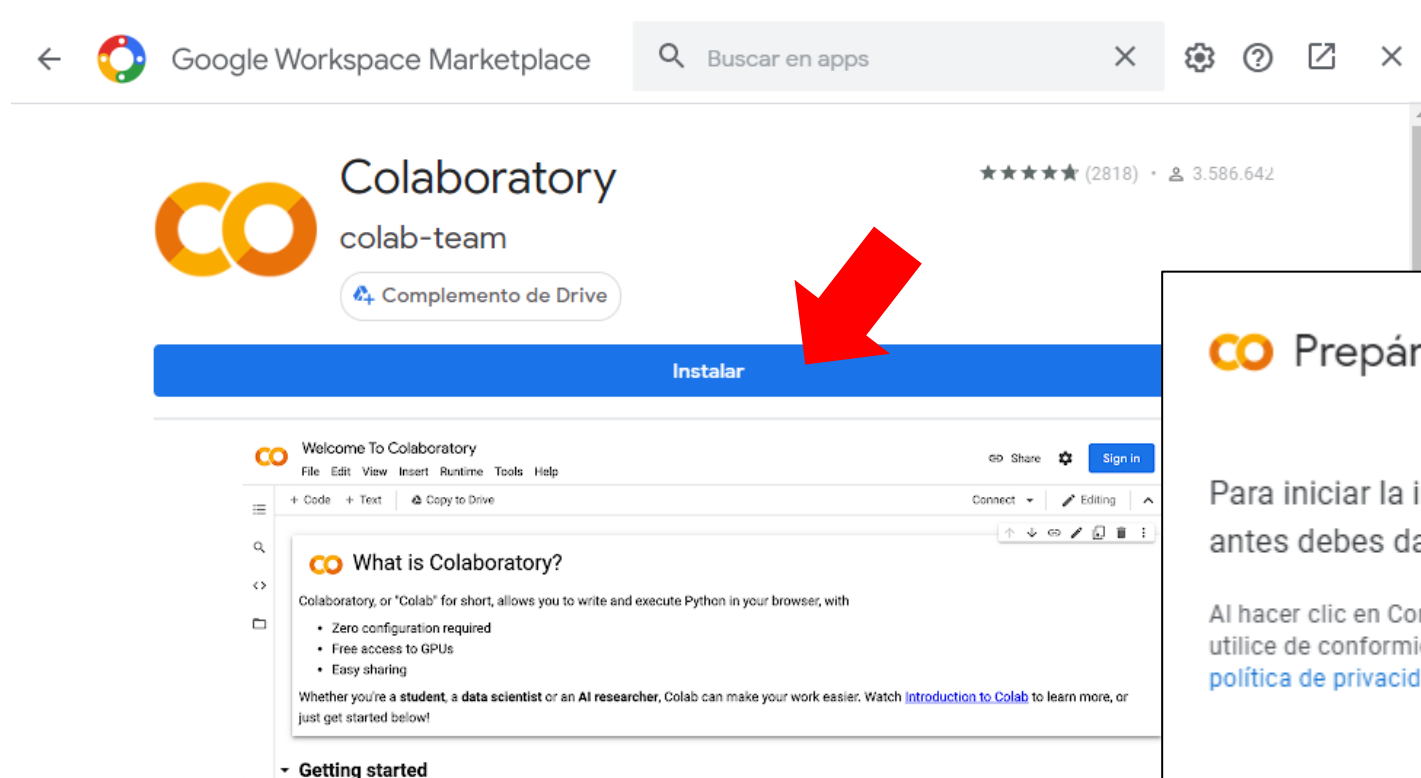 Google Workspace Marketplace
Buscar en apps
Colaboratory
(2818) · 3.586.642
colab-team
Complemento de Drive
Instalar
Welcome To Colaboratory
File Edit View Insert Runtime Tools Help
Share
Sign in
+ Code + Text Copy to Drive
Connect
Editing
What is Colaboratory?
Colaboratory, or "Colab" for short, allows you to write and execute Python in your browser, with
• Zero configuration required
• Free access to GPUs
• Easy sharing
Whether you're a student, a data scientist or an AI researcher, Colab can make your work easier. Watch Introduction to Colab to learn more, or
just get started below!
Getting started
Prepár
Para iniciar la i
antes debes da
Al hacer clic en Co
utilice de conformi
política de privacid